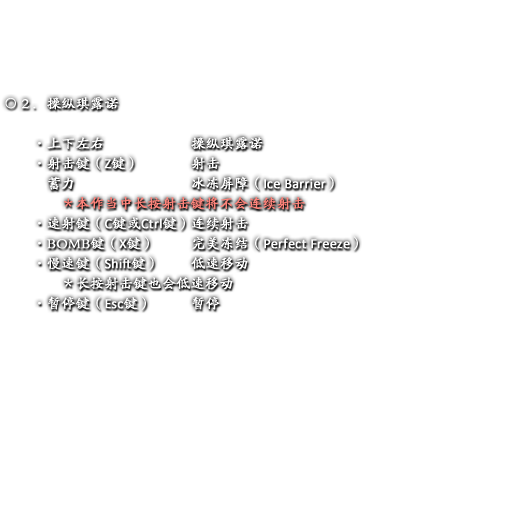 ○ 2．操纵琪露诺
・上下左右 操纵琪露诺
・射击键（Z键） 射击
蓄力 冰冻屏障（Ice Barrier）
＊本作当中长按射击键将不会连续射击
・速射键（C键或Ctrl键） 连续射击
・BOMB键（X键） 完美冻结（Perfect Freeze）
・慢速键（Shift键） 低速移动
＊长按射击键也会低速移动
・暂停键（Esc键） 暂停